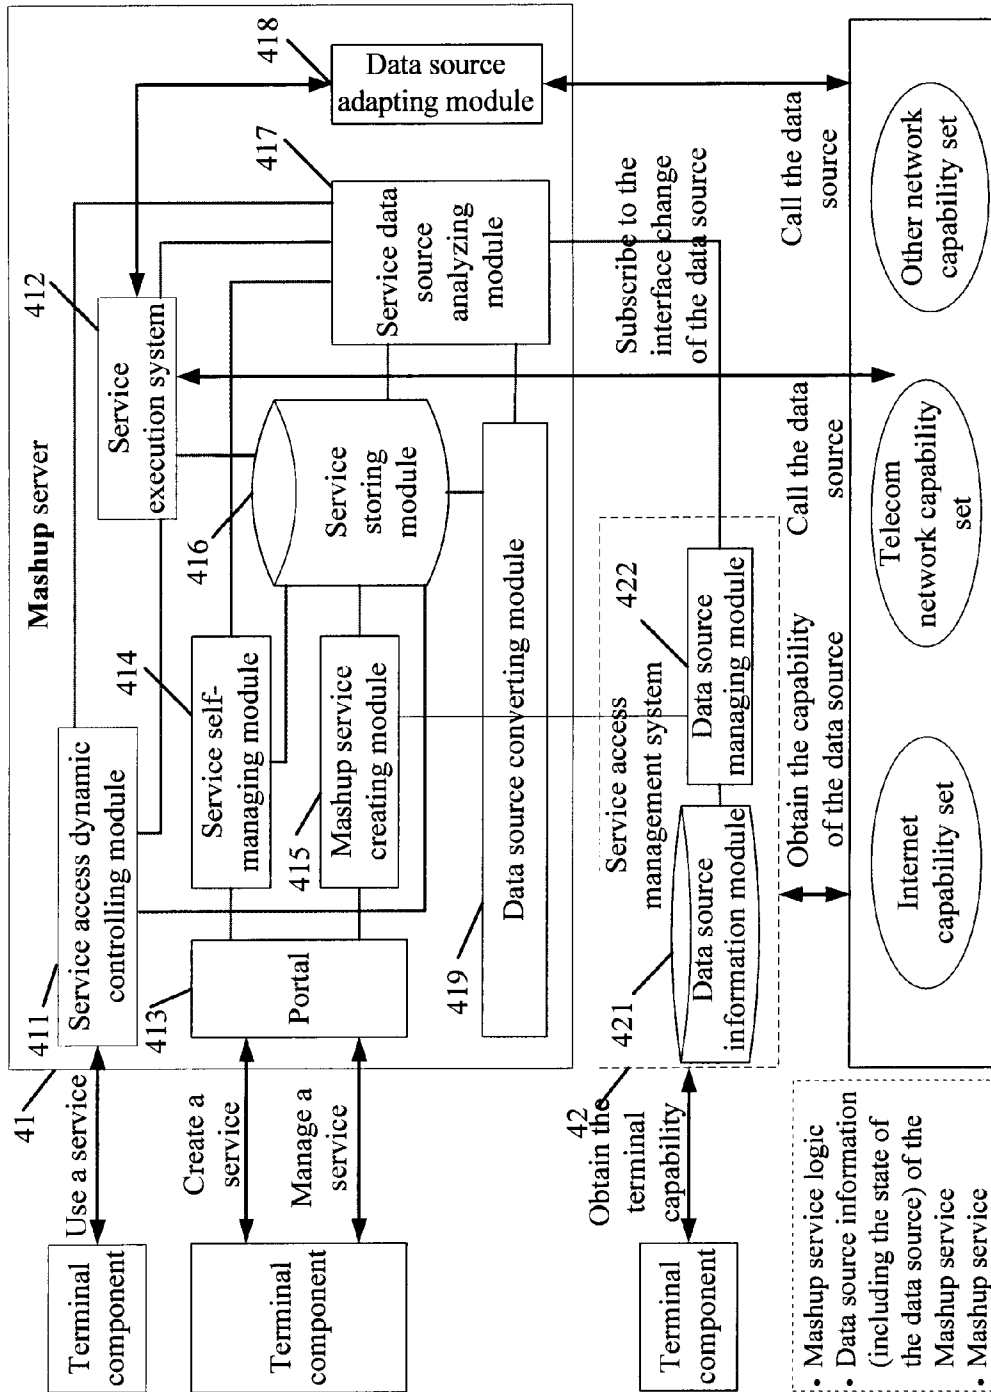 Mashup server
41
411
Service access dynamic
controlling module
412
Service
execution system
418
Data source
adapting module
417
Service data
source
analyzing
module
416
Service
storing
module
414
Service self-
managing module
415
Mashup service
creating module
413
Portal
419
Data source converting module
Use a service
Create a
service
Manage a
service
Terminal
component
Terminal
component
Terminal
component
42
Obtain the
terminal
capability
Service access
management system
421
Data source
information module
422
Data source
managing module
Subscribe to the
interface change
of the data source
Obtain the capability
of the data source
Call the data
source
Call the data
source
Internet
capability set
Telecom
network capability
set
Other network
capability set
• Mashup service logic
• Data source information
(including the state of
the data source) of the
Mashup service
• Mashup service